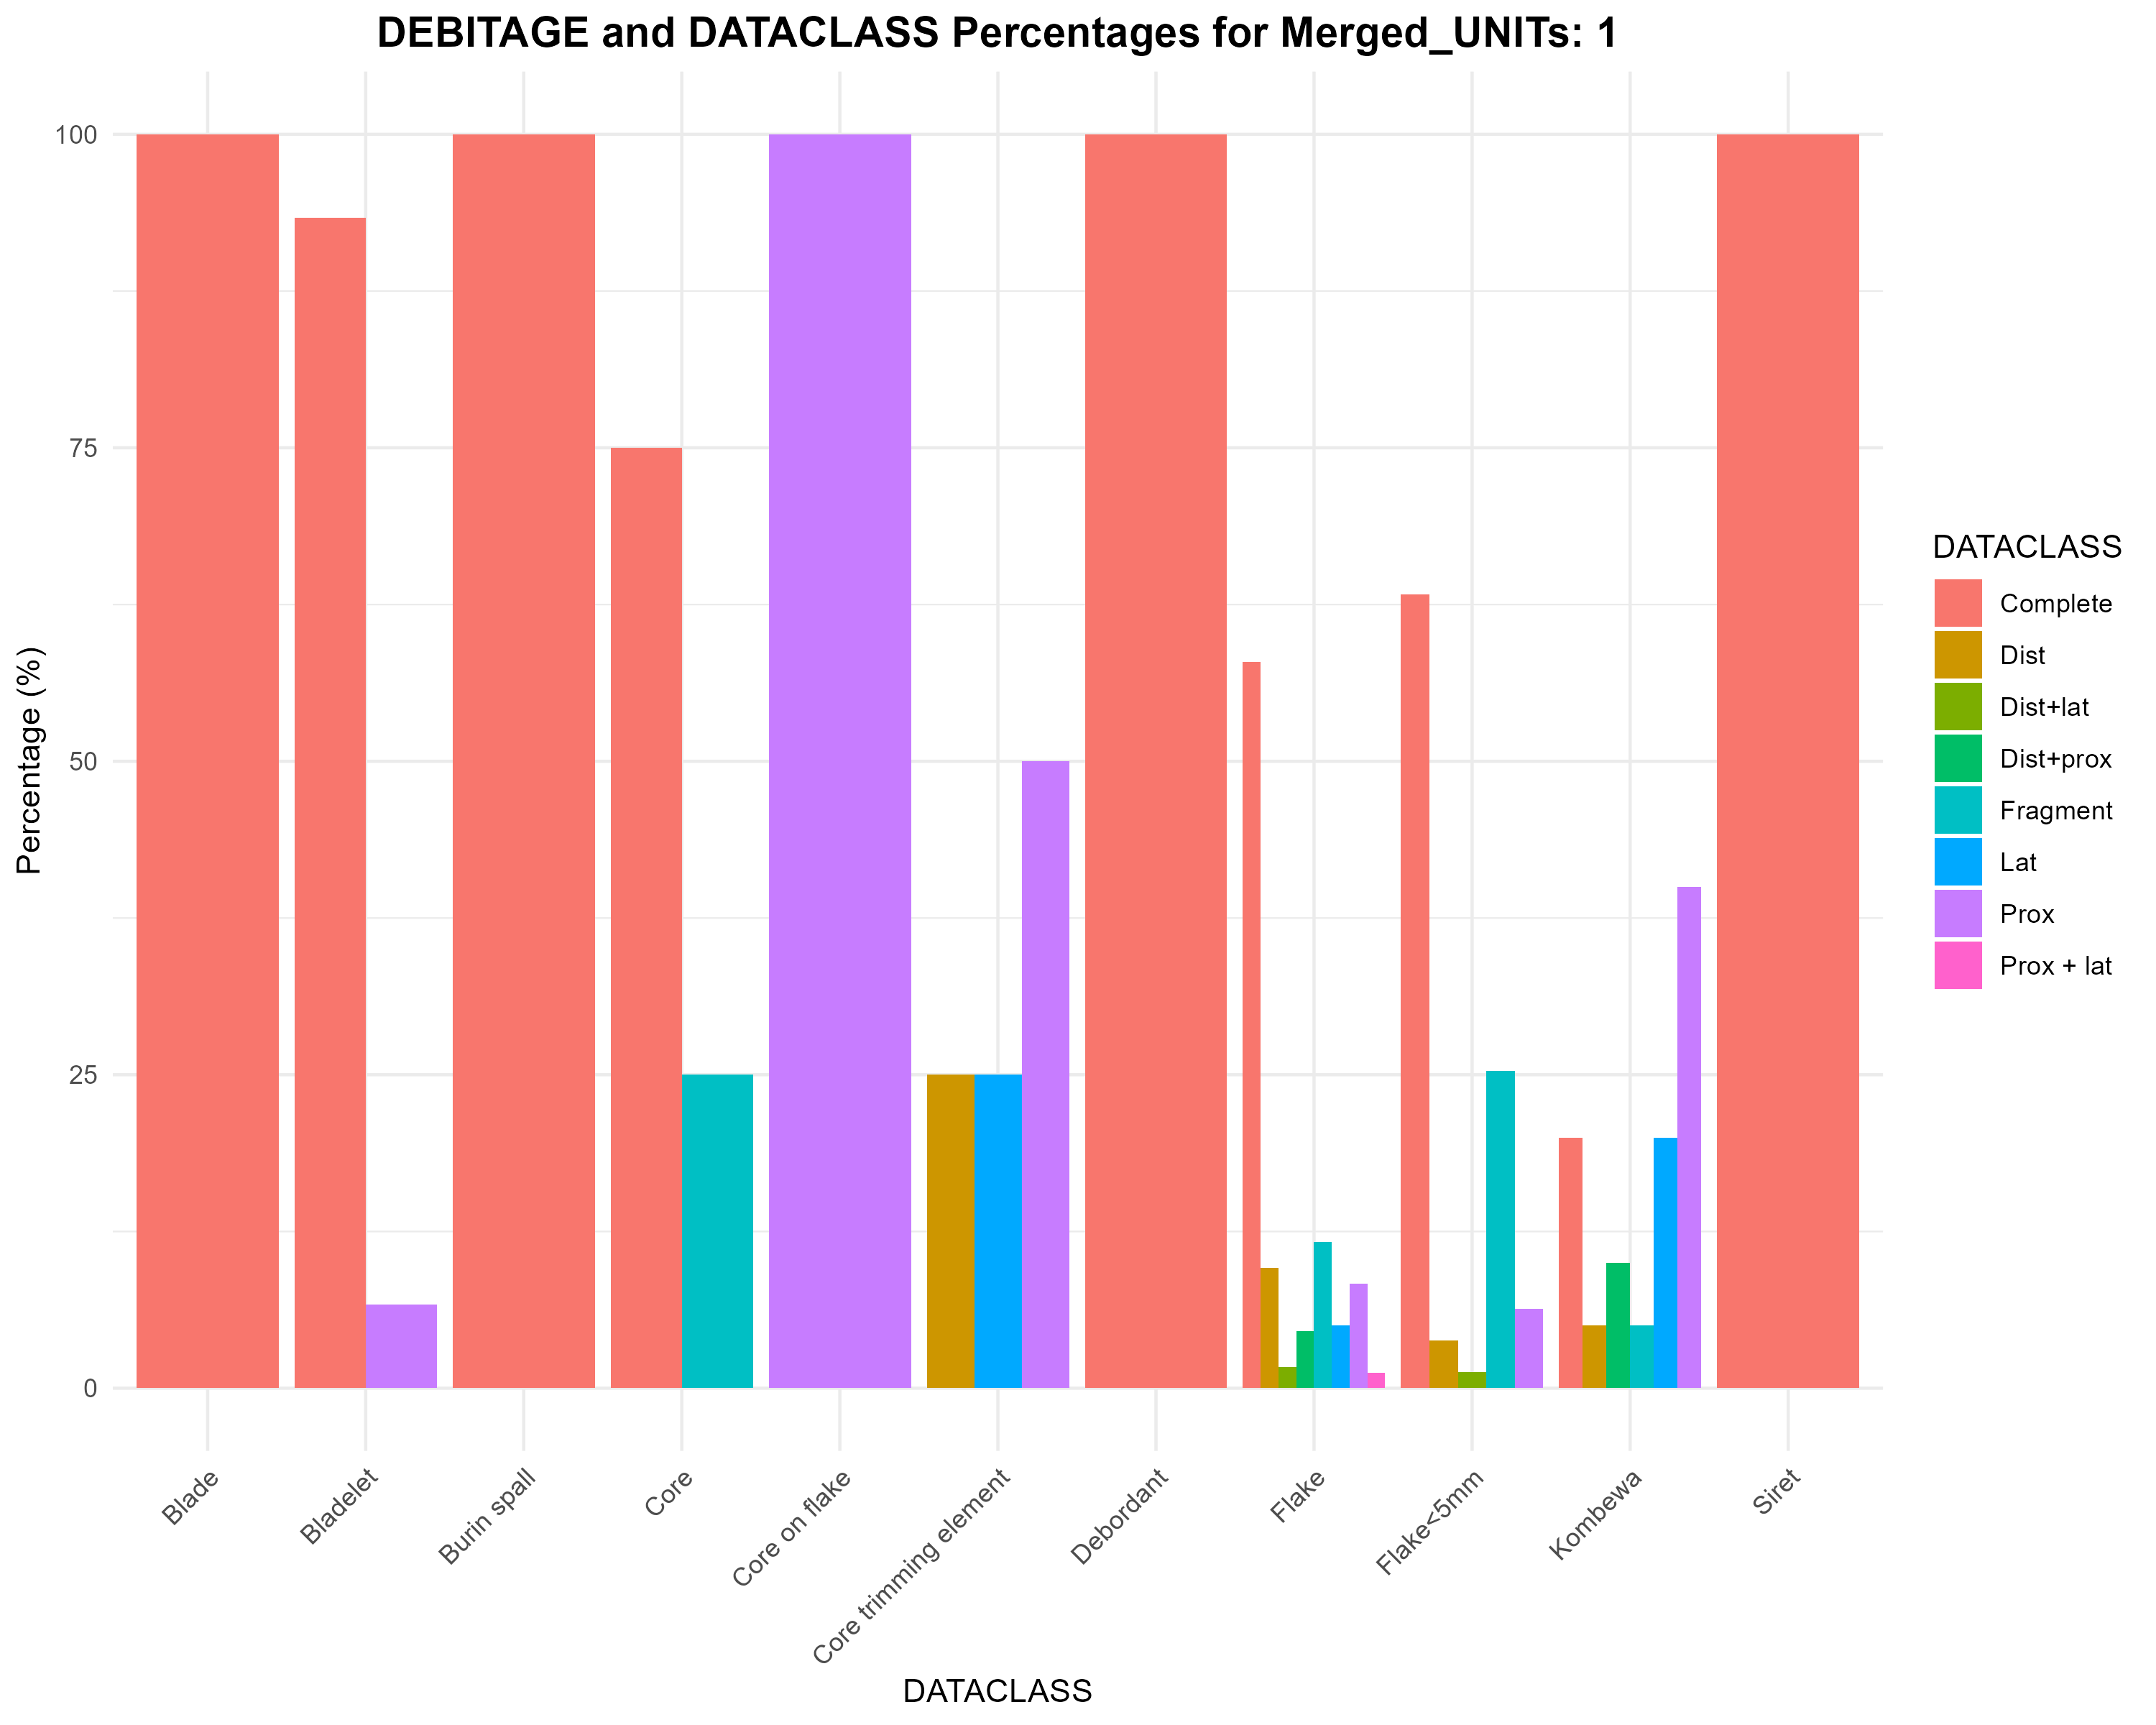 DEBITAGE and DATACLASS Percentages for Merged_UNITs: 1
Percentage (%)
100
75
50
25
0
Blade
Bladelet
Burin spall
Core
Core on flake
Core trimming element
Debordant
Flake
Flake<5mm
Kombewa
Siret
DATACLASS
DATACLASS
Complete
Dist
Dist+lat
Dist+prox
Fragment
Lat
Prox
Prox + lat